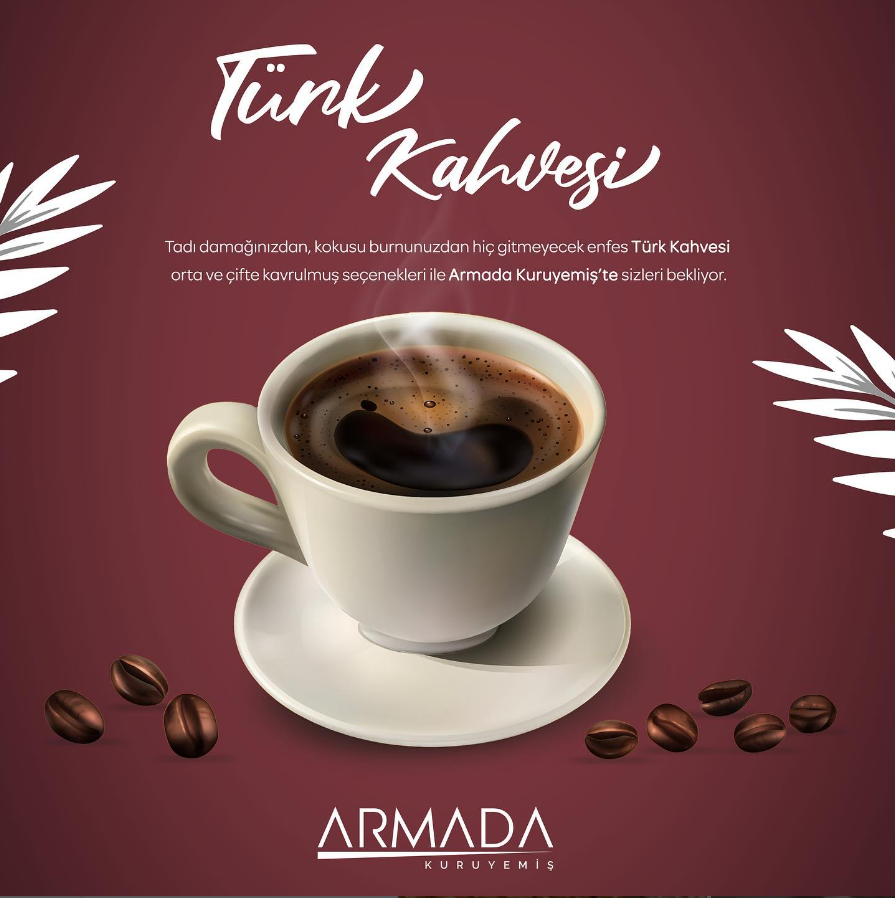 Türk
Kahvesi
Tadı damağınızdan, kokusu burnunuzdan hiç gitmeyecek enfes Türk Kahvesi
orta ve çifte kavrulmuş seçenekleri ile Armada Kuruyemiş'te sizleri bekliyor.
ARMADA
KURUYEMİŞ